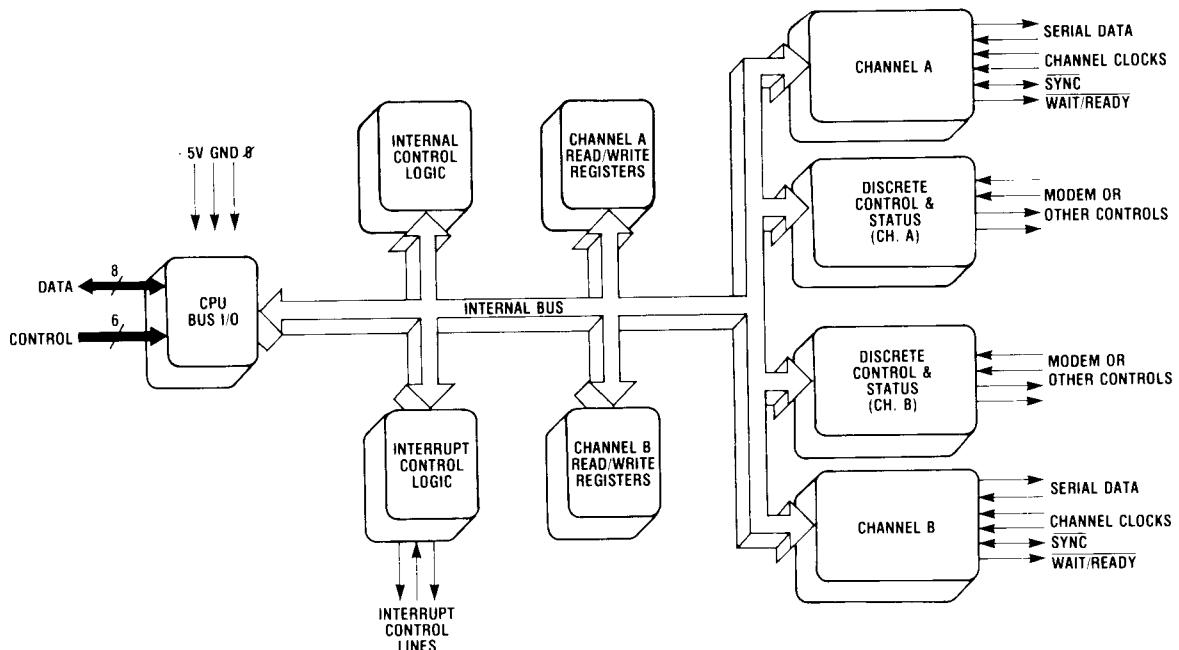 - 5V GND ϕ
DATA
8
CONTROL
6
CPU
BUS I/O
INTERNAL
CONTROL
LOGIC
CHANNEL A
READ/WRITE
REGISTERS
INTERNAL BUS
INTERRUPT
CONTROL
LOGIC
CHANNEL B
READ/WRITE
REGISTERS
INTERRUPT
CONTROL
LINES
CHANNEL A
SERIAL DATA
CHANNEL CLOCKS
SYNC
WAIT/READY
DISCRETE
CONTROL &
STATUS
(CH. A)
MODEM OR
OTHER CONTROLS
DISCRETE
CONTROL &
STATUS
(CH. B)
MODEM OR
OTHER CONTROLS
CHANNEL B
SERIAL DATA
CHANNEL CLOCKS
SYNC
WAIT/READY